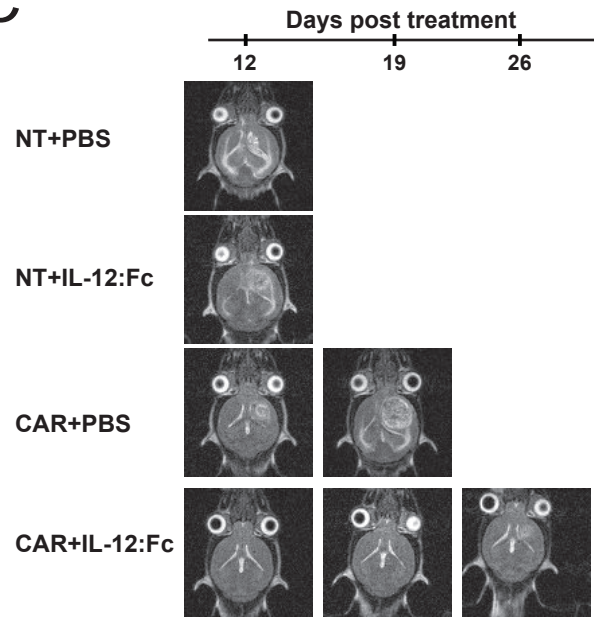 Days post treatment
12 19 26
NT+PBS
NT+IL-12:Fc
CAR+PBS
CAR+IL-12:Fc